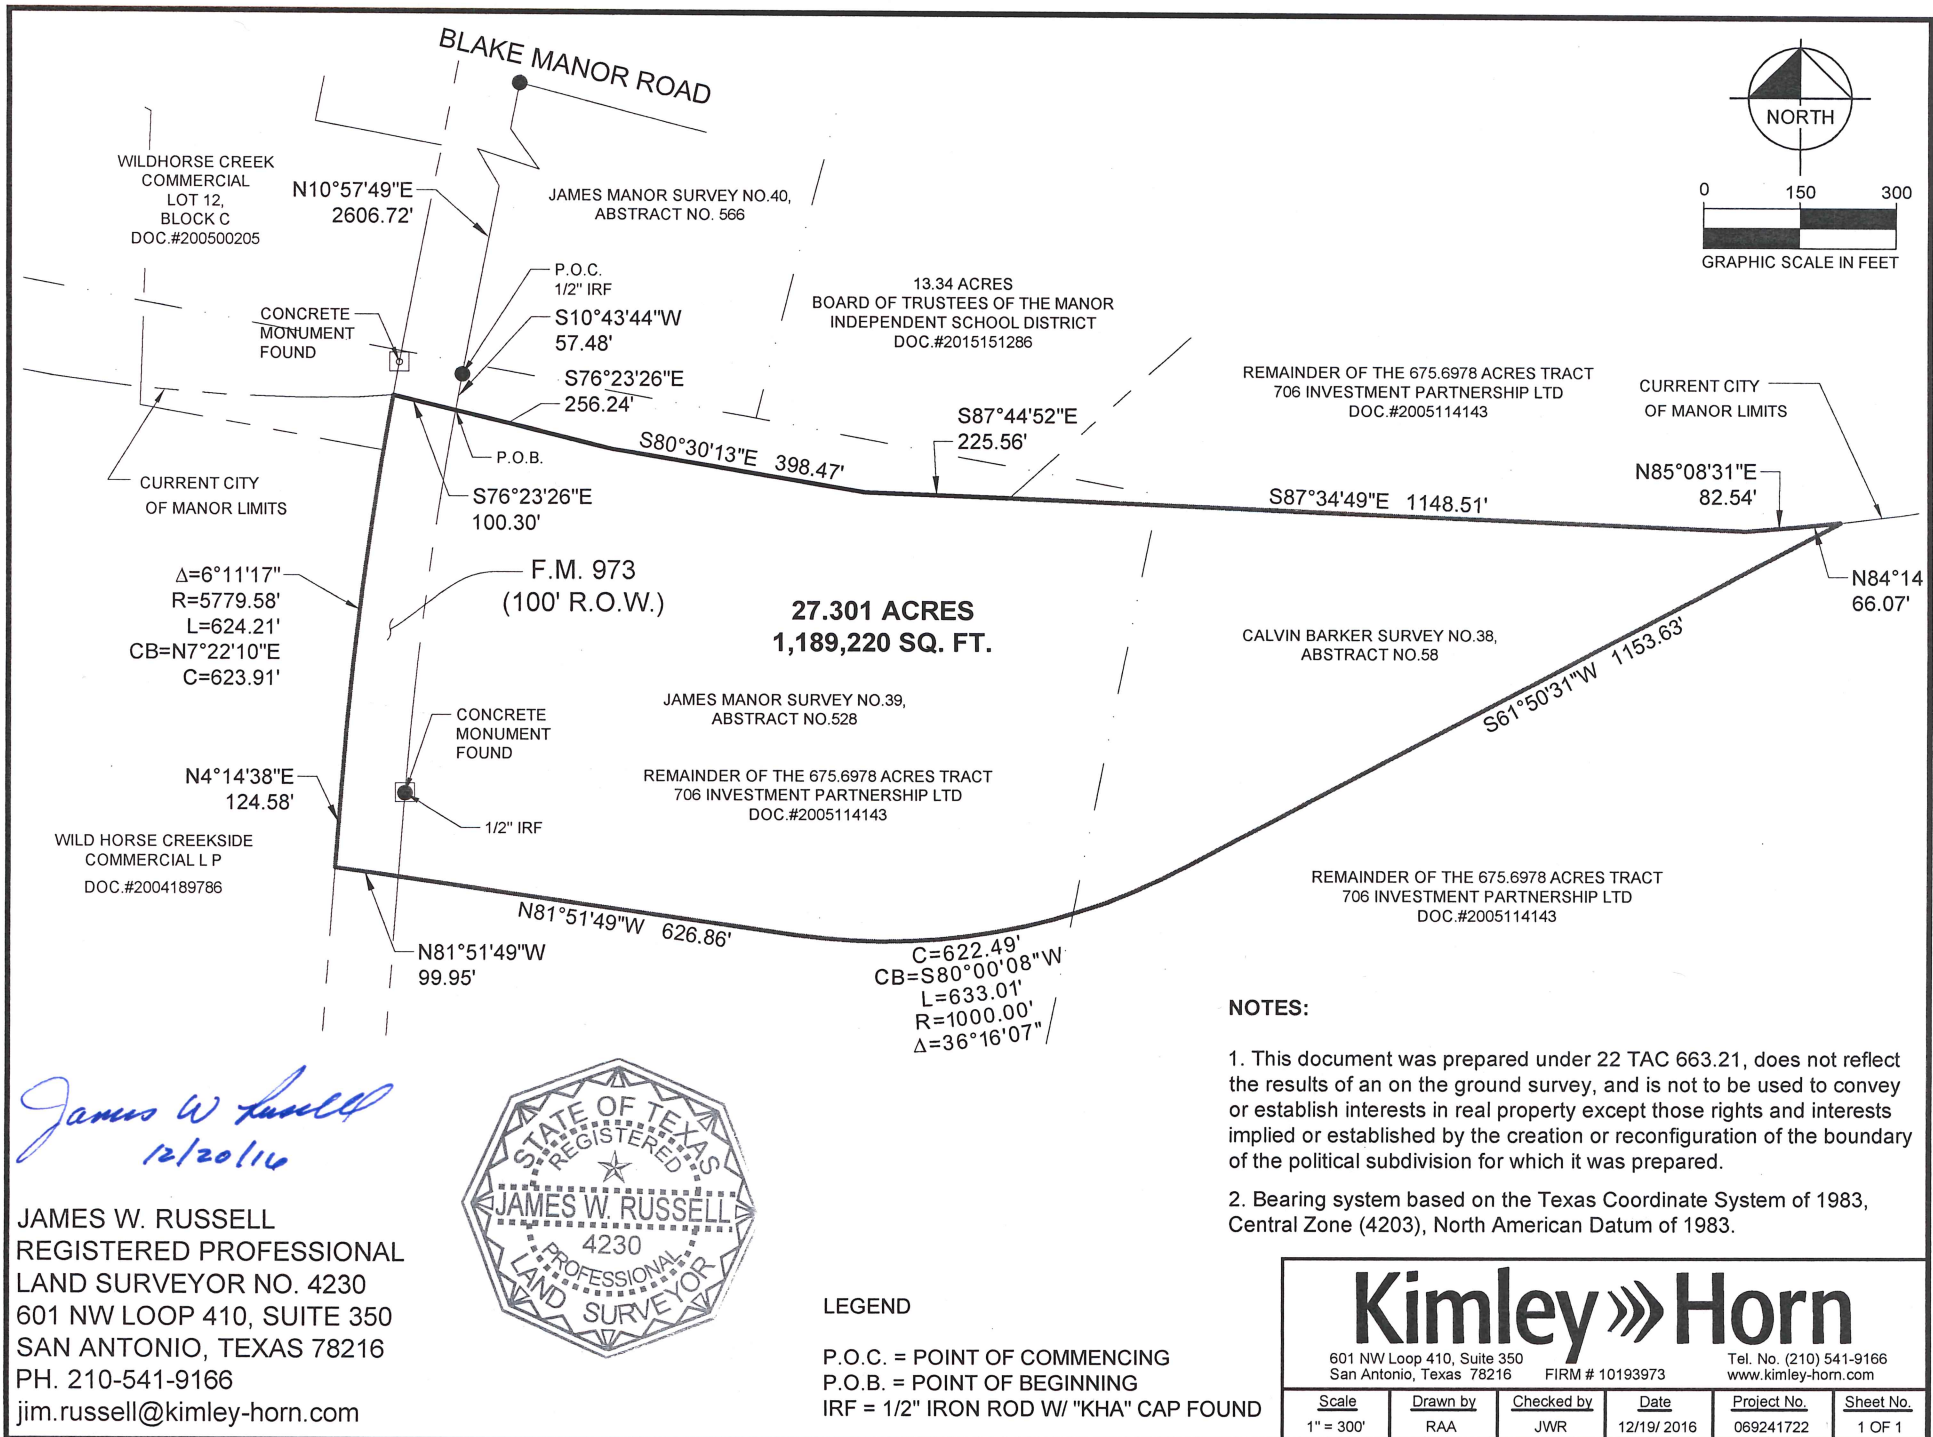 BLAKE MANOR ROAD
NORTH
0 150 300
GRAPHIC SCALE IN FEET
WILDHORSE CREEK
COMMERCIAL
LOT 12,
BLOCK C
DOC.#200500205
N10°57'49"E
2606.72'
JAMES MANOR SURVEY NO.40,
ABSTRACT NO. 566
P.O.C.
1/2" IRF
S10°43'44"W
57.48'
CONCRETE
MONUMENT
FOUND
13.34 ACRES
BOARD OF TRUSTEES OF THE MANOR
INDEPENDENT SCHOOL DISTRICT
DOC.#2015151286
S76°23'26"E
256.24'
REMAINDER OF THE 675.6978 ACRES TRACT
706 INVESTMENT PARTNERSHIP LTD
DOC.#2005114143
CURRENT CITY
OF MANOR LIMITS
S87°44'52"E
225.56'
S80°30'13"E 398.47'
P.O.B.
CURRENT CITY
OF MANOR LIMITS
S76°23'26"E
100.30'
S87°34'49"E 1148.51'
N85°08'31"E
82.54'
N84°14
66.07'
Δ=6°11'17"
R=5779.58'
L=624.21'
CB=N7°22'10"E
C=623.91'
F.M. 973
(100' R.O.W.)
27.301 ACRES
1,189,220 SQ. FT.
CALVIN BARKER SURVEY NO.38,
ABSTRACT NO.58
S61°50'31"W 1153.63'
JAMES MANOR SURVEY NO.39,
ABSTRACT NO.528
CONCRETE
MONUMENT
FOUND
N4°14'38"E
124.58'
REMAINDER OF THE 675.6978 ACRES TRACT
706 INVESTMENT PARTNERSHIP LTD
DOC.#2005114143
1/2" IRF
WILD HORSE CREEKSIDE
COMMERCIAL L P
DOC.#2004189786
REMAINDER OF THE 675.6978 ACRES TRACT
706 INVESTMENT PARTNERSHIP LTD
DOC.#2005114143
N81°51'49"W 626.86'
N81°51'49"W
99.95'
C=622.49'
CB=S80°00'08"W
L=633.01'
R=1000.00'
Δ=36°16'07"
NOTES:
1. This document was prepared under 22 TAC 663.21, does not reflect
the results of an on the ground survey, and is not to be used to convey
or establish interests in real property except those rights and interests
implied or established by the creation or reconfiguration of the boundary
of the political subdivision for which it was prepared.
2. Bearing system based on the Texas Coordinate System of 1983,
Central Zone (4203), North American Datum of 1983.
James W Russell
12/20/16
STATE OF TEXAS
REGISTERED
JAMES W. RUSSELL
4230
PROFESSIONAL
LAND SURVEYOR
JAMES W. RUSSELL
REGISTERED PROFESSIONAL
LAND SURVEYOR NO. 4230
601 NW LOOP 410, SUITE 350
SAN ANTONIO, TEXAS 78216
PH. 210-541-9166
jim.russell@kimley-horn.com
LEGEND
P.O.C. = POINT OF COMMENCING
P.O.B. = POINT OF BEGINNING
IRF = 1/2" IRON ROD W/ "KHA" CAP FOUND
Kimley»»Horn
601 NW Loop 410, Suite 350
San Antonio, Texas 78216 FIRM # 10193973
Tel. No. (210) 541-9166
www.kimley-horn.com
Scale Drawn by Checked by Date Project No. Sheet No.
1" = 300' RAA JWR 12/19/ 2016 069241722 1 OF 1